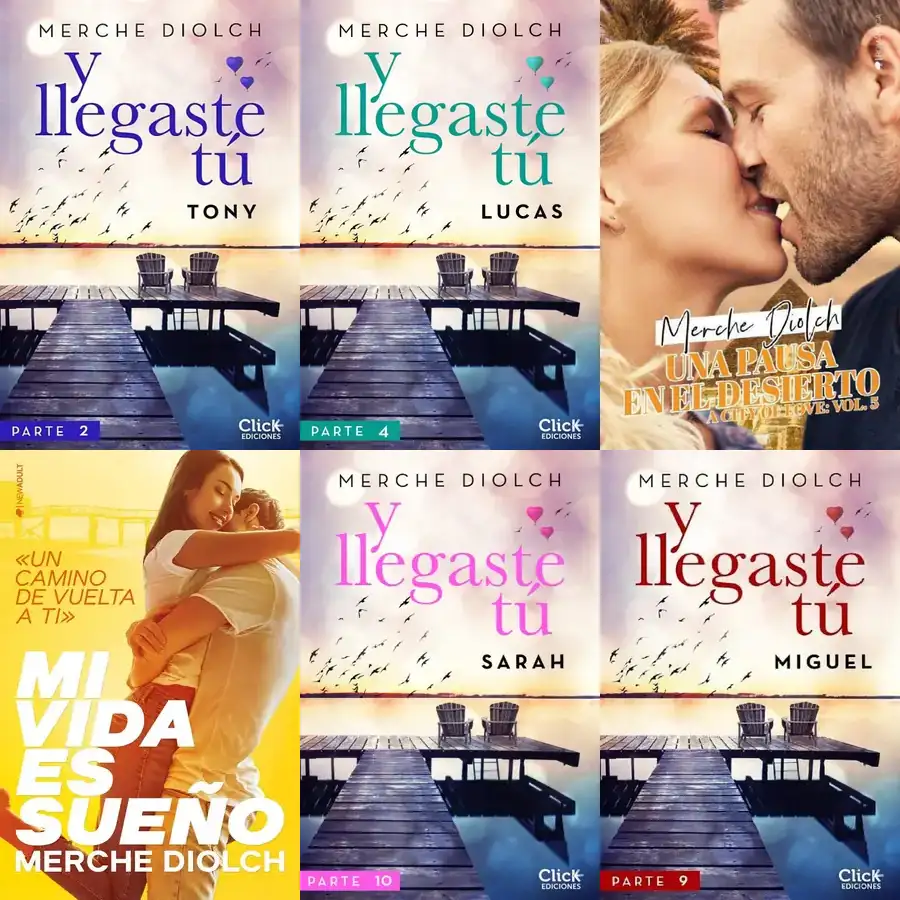 MERCHE DIOLCH
y
llegaste
tú
TONY
PARTE 2
Click
EDICIONES
MERCHE DIOLCH
y
llegaste
tú
LUCAS
PARTE 4
Click
EDICIONES
Merche Diolch
UNA PAUSA
EN EL DESIERTO
A CITY OF LOVE: VOL. 5
NEWADULT
«UN
CAMINO
DE VUELTA
A TI»
MI
VIDA
ES
SUEÑO
MERCHE DIOLCH
MERCHE DIOLCH
y
llegaste
tú
SARAH
PARTE 10
Click
EDICIONES
MERCHE DIOLCH
y
llegaste
tú
MIGUEL
PARTE 9
Click
EDICIONES